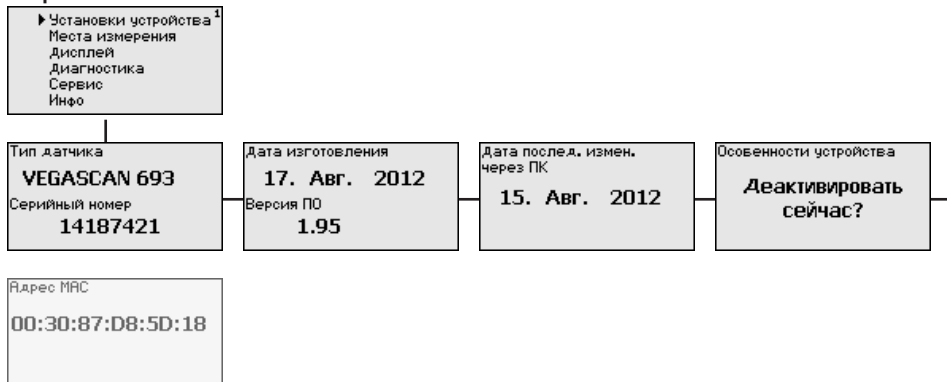 Установки устройства 1
Места измерения
Дисплей
Диагностика
Сервис
Инфо
Тип датчика
VEGASCAN 693
Серийный номер
14187421
Дата изготовления
17. Авг. 2012
Версия ПО
1.95
Дата послед. измен.
через ПК
15. Авг. 2012
Особенности устройства
Деактивировать
сейчас?
Адрес MAC
00:30:87:D8:5D:18